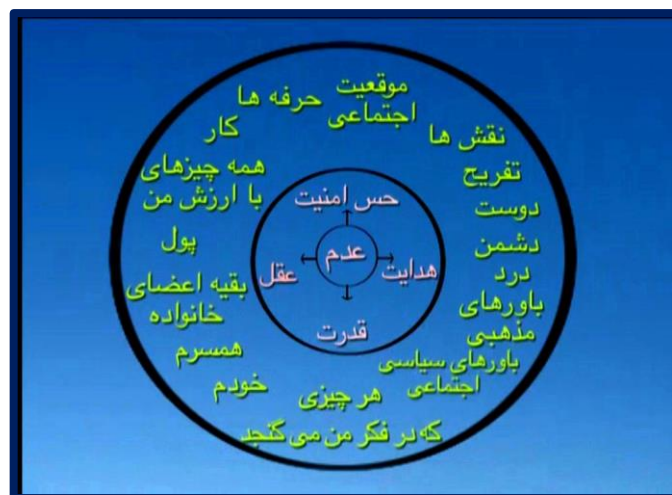 موقعیت
اجتماعی
حرفه ها
کار
همه چیزهای
با ارزش من
پول
بقیه اعضای
خانواده
همسرم
خودم
هر چیزی
که در فکر من می گنجد
نقش ها
تفریح
دوست
دشمن
درد
باورهای
مذهبی
باورهای سیاسی
اجتماعی
حس امنیت
عقل
عدم
هدایت
قدرت